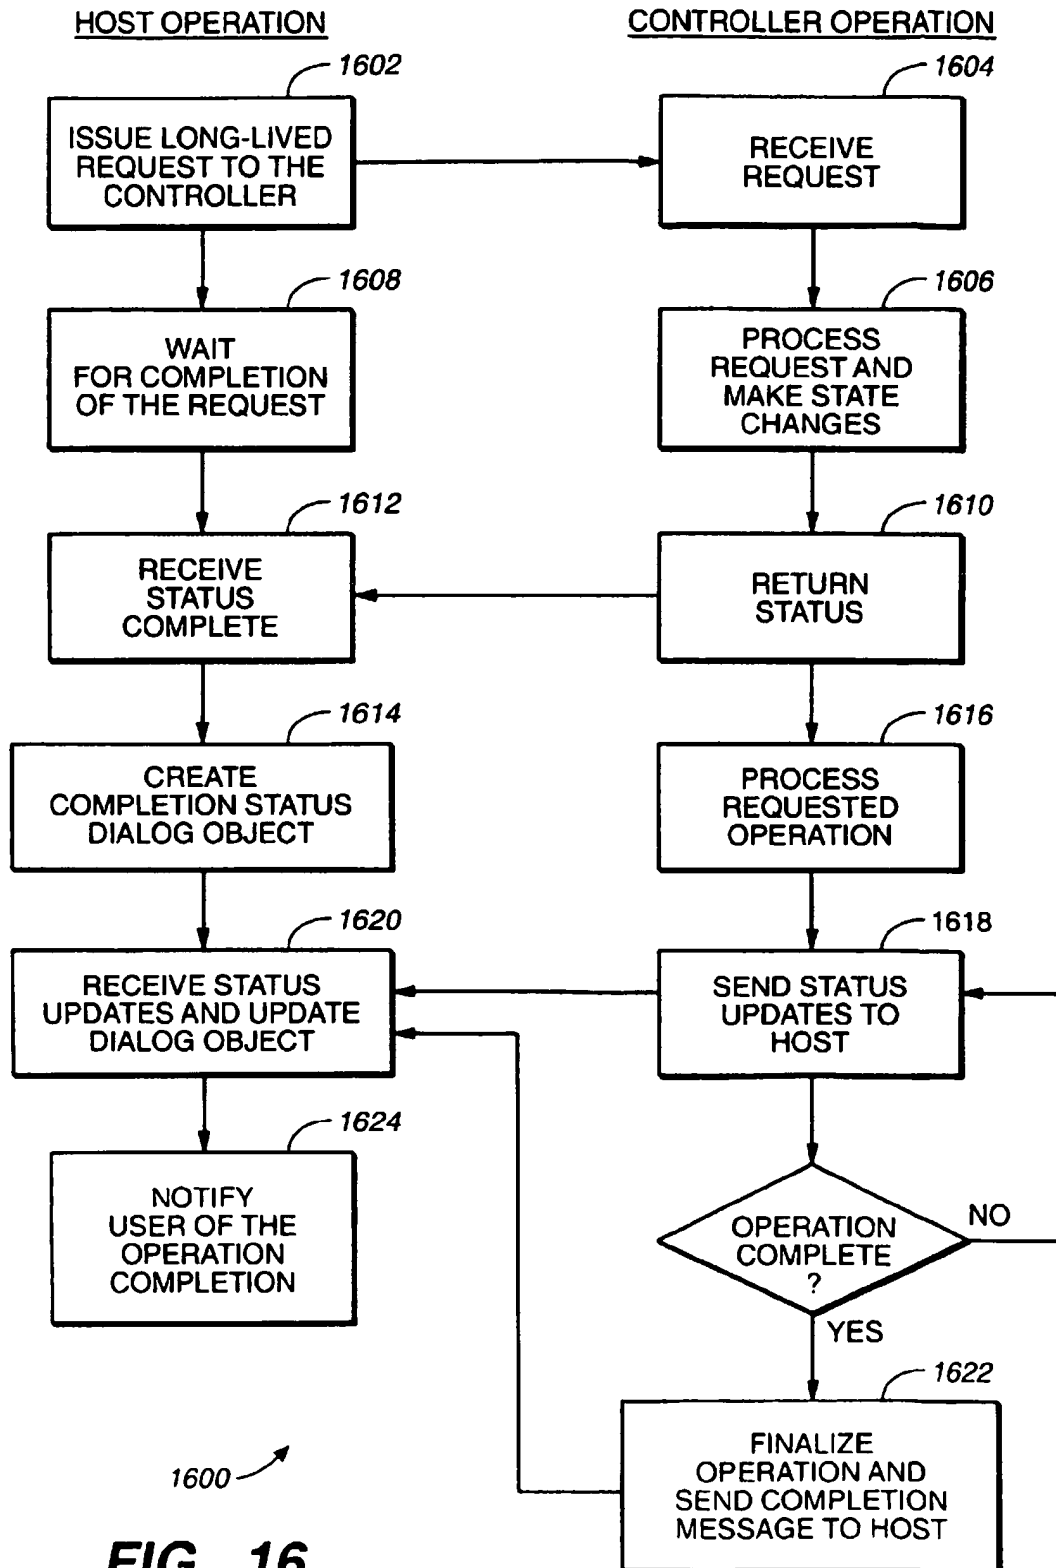 HOST OPERATION
CONTROLLER OPERATION
1602
ISSUE LONG-LIVED
REQUEST TO THE
CONTROLLER
1604
RECEIVE
REQUEST
1608
WAIT
FOR COMPLETION
OF THE REQUEST
1606
PROCESS
REQUEST AND
MAKE STATE
CHANGES
1612
RECEIVE
STATUS
COMPLETE
1610
RETURN
STATUS
1614
CREATE
COMPLETION STATUS
DIALOG OBJECT
1616
PROCESS
REQUESTED
OPERATION
1620
RECEIVE STATUS
UPDATES AND UPDATE
DIALOG OBJECT
1618
SEND STATUS
UPDATES TO
HOST
1624
NOTIFY
USER OF THE
OPERATION
COMPLETION
OPERATION
COMPLETE
?
NO
YES
1622
FINALIZE
OPERATION AND
SEND COMPLETION
MESSAGE TO HOST
1600
FIG._16